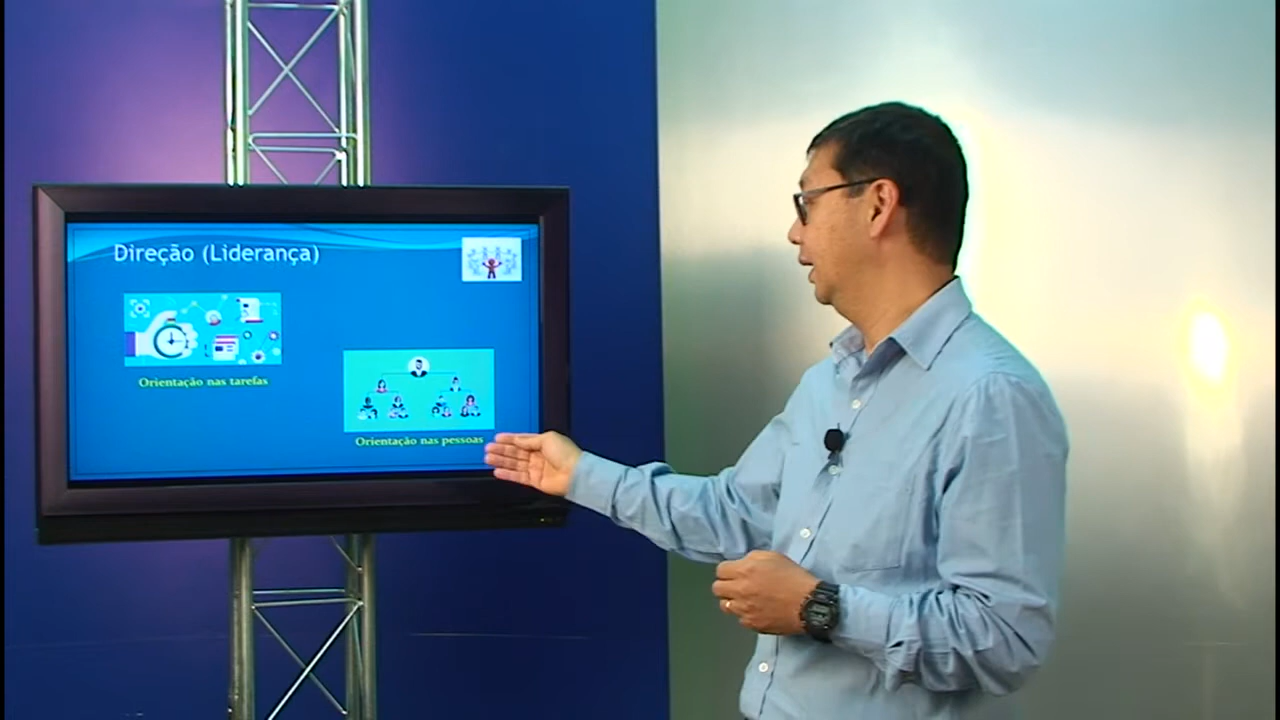 Direção (Liderança)
Orientação nas tarefas
Orientação nas pessoas